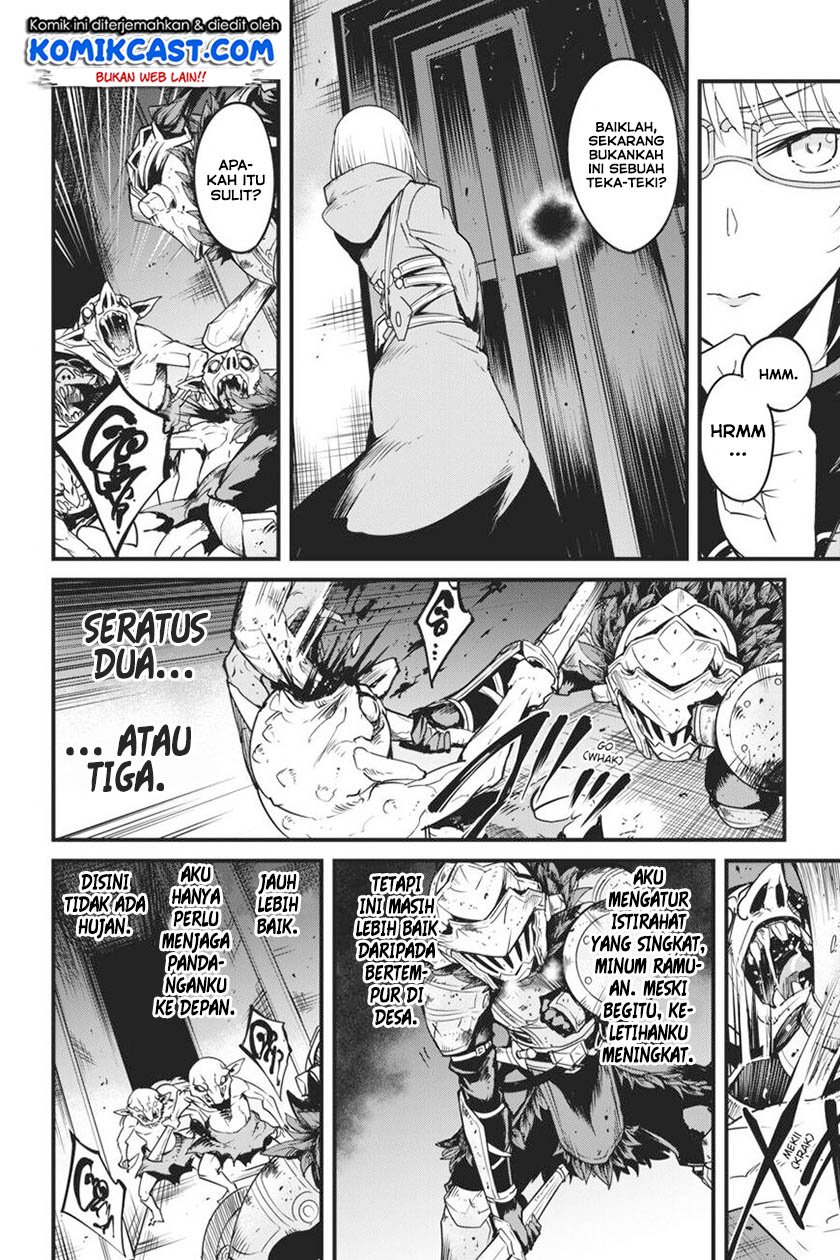 Komik ini diterjemahkan & diedit oleh
KOMIKCAST.COM
BUKAN WEB LAIN!!
HMM.
HRMM
...
BAIKLAH,
SEKARANG
BUKANKAH
INI SEBUAH
TEKA-TEKI?
APA-
KAH ITU
SULIT?
GO
(WHAK)
SERATUS
DUA...
... ATAU
TIGA.
MEKII
(KRAK)
AKU
MENGATUR
ISTIRAHAT
YANG SINGKAT,
MINUM RAMU-
AN. MESKI
BEGITU, KE-
LETIHANKU
MENINGKAT.
TETAPI
INI MASIH
LEBIH BAIK
DARIPADA
BERTEM-
PUR DI
DESA.
JAUH
LEBIH
BAIK.
AKU
HANYA
PERLU
MENJAGA
PANDA-
NGANKU
KE DEPAN.
DISINI
TIDAK ADA
HUJAN.